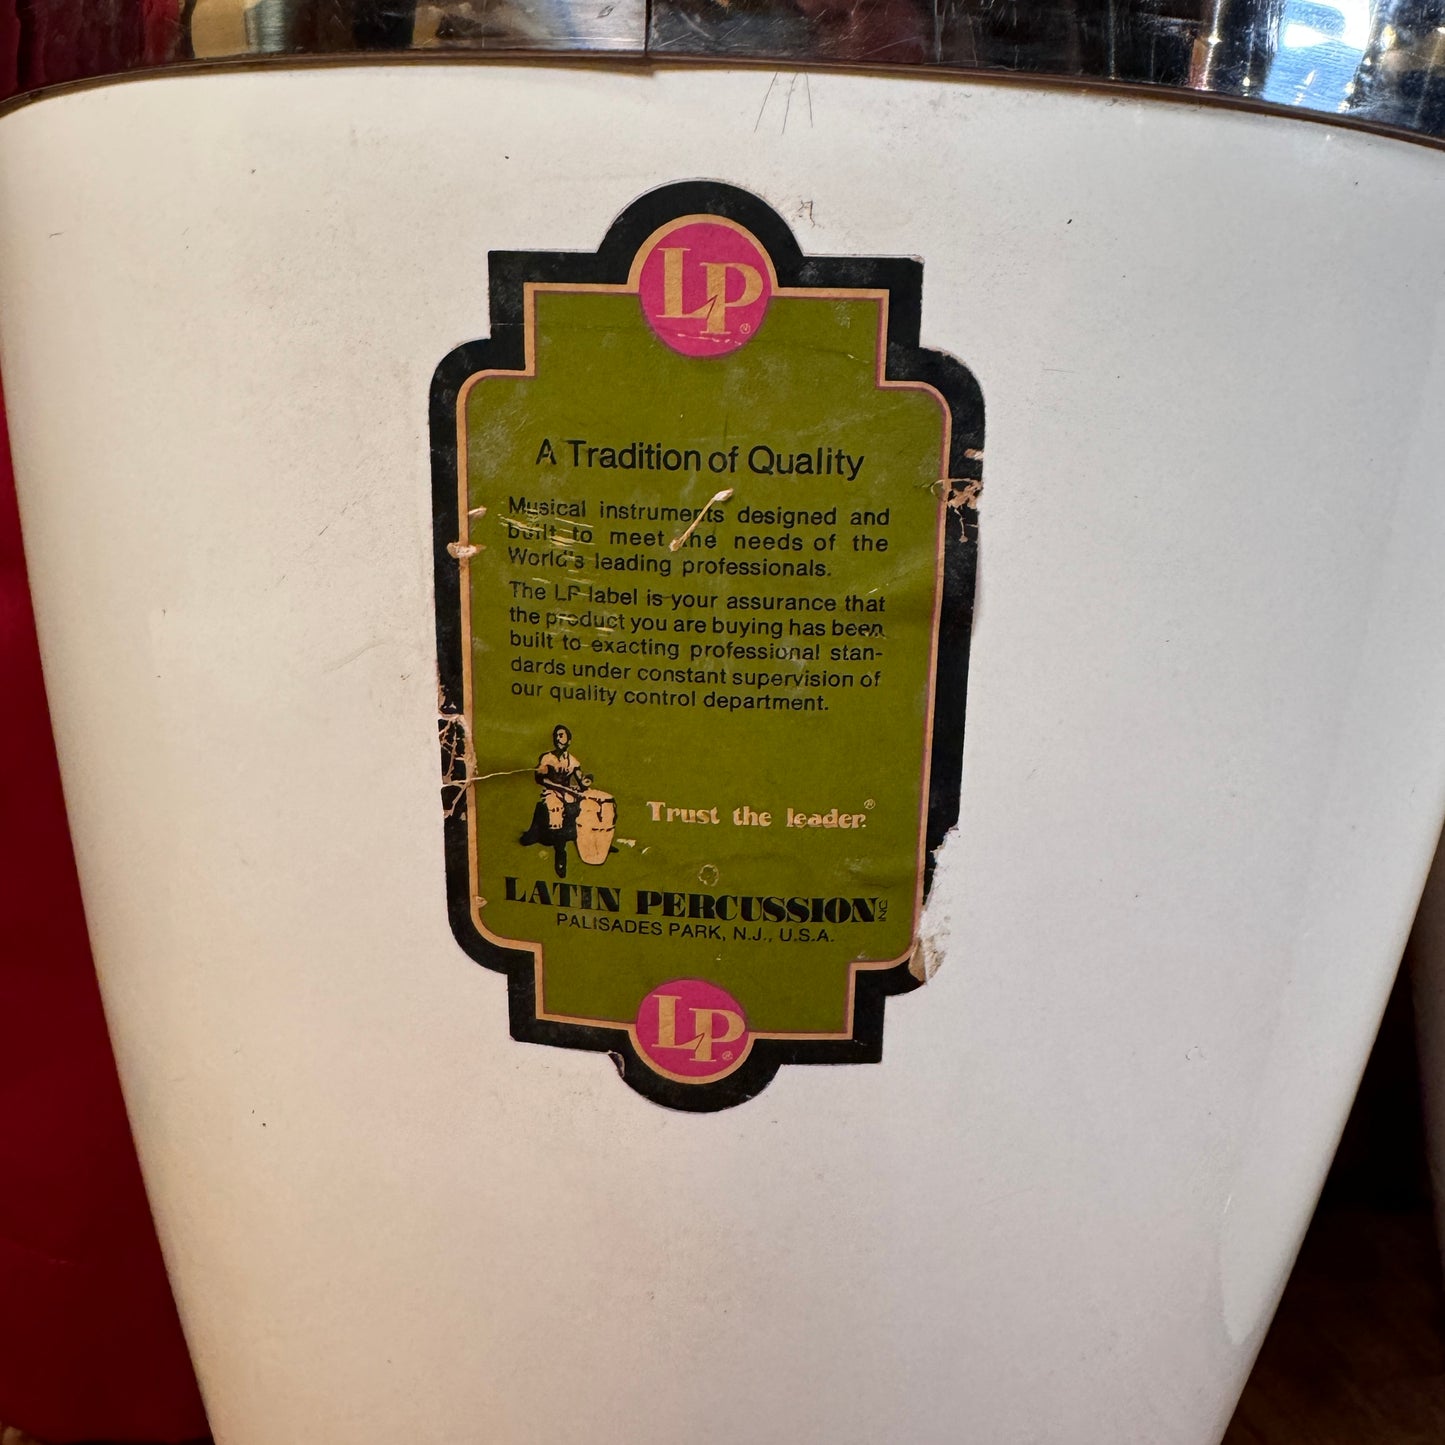 LP®
A Tradition of Quality
Musical instruments designed and
built to meet the needs of the
World's leading professionals.
The LP label is your assurance that
the product you are buying has been
built to exacting professional stan-
dards under constant supervision of
our quality control department.
Trust the leader.®
LATIN PERCUSSION INC
PALISADES PARK, N.J., U.S.A.
LP®